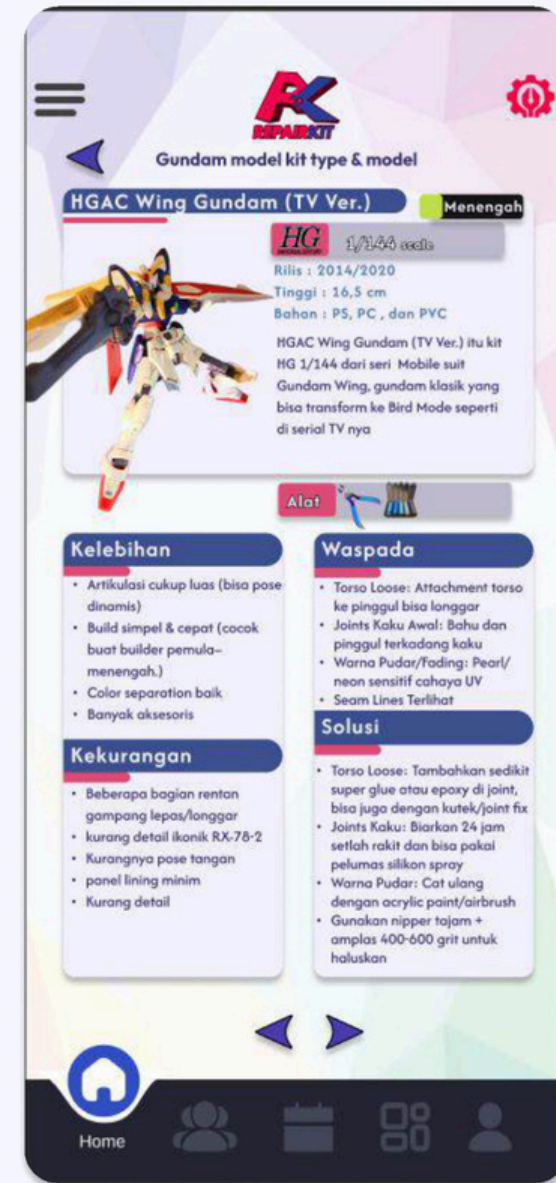 RK
REPAIRKIT
Gundam model kit type & model
HGAC Wing Gundam (TV Ver.)
Menengah
HG
1/144 scale
Rilis : 2014/2020
Tinggi : 16,5 cm
Bahan : PS, PC , dan PVC
HGAC Wing Gundam (TV Ver.) itu kit
HG 1/144 dari seri Mobile suit
Gundam Wing, gundam klasik yang
bisa transform ke Bird Mode seperti
di serial TV nya
Alat
Kelebihan
• Artikulasi cukup luas (bisa pose
dinamis)
• Build simpel & cepat (cocok
buat builder pemula–
menengah.)
• Color separation baik
• Banyak aksesoris
Kekurangan
• Beberapa bagian rentan
gampang lepas/longgar
• kurang detail ikonik RX-78-2
• Kurangnya pose tangan
• panel lining minim
• Kurang detail
Waspada
• Torso Loose: Attachment torso
ke pinggul bisa longgar
• Joints Kaku Awal: Bahu dan
pinggul terkadang kaku
• Warna Pudar/Fading: Pearl/
neon sensitif cahaya UV
• Seam Lines Terlihat
Solusi
• Torso Loose: Tambahkan sedikit
super glue atau epoxy di joint,
bisa juga dengan kutek/joint fix
• Joints Kaku: Biarkan 24 jam
setlah rakit dan bisa pakai
pelumas silikon spray
• Warna Pudar: Cat ulang
dengan acrylic paint/airbrush
• Gunakan nipper tajam +
amplas 400-600 grit untuk
haluskan
Home